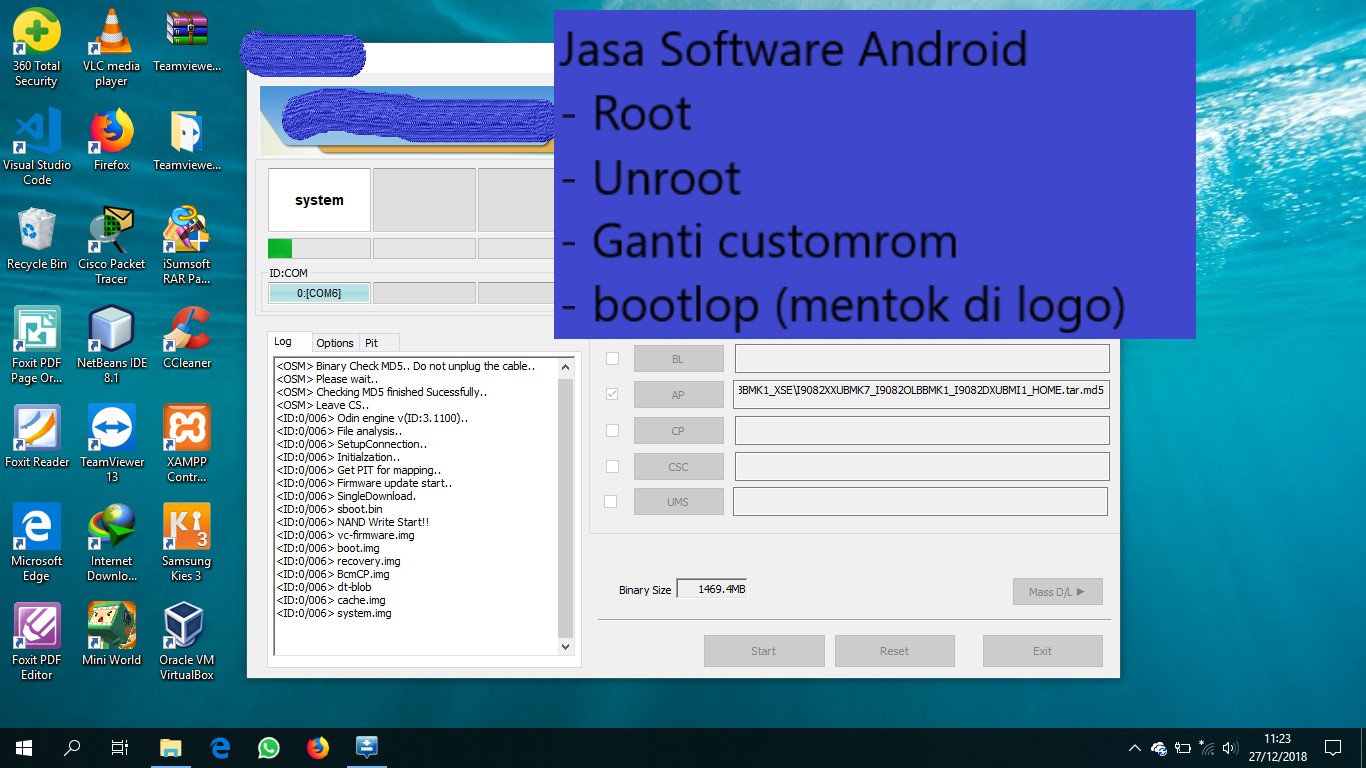 360 Total
Security
VLC media
player
Teamviewe...
Visual Studio
Code
Firefox
Teamviewe...
Recycle Bin
Cisco Packet
Tracer
iSumsoft
RAR Pa...
Foxit PDF
Page Or...
NetBeans IDE
8.1
CCleaner
Foxit Reader
TeamViewer
13
XAMPP
Contr...
Microsoft
Edge
Internet
Downlo...
Samsung
Kies 3
Foxit PDF
Editor
Mini World
Oracle VM
VirtualBox
Jasa Software Android
- Root
- Unroot
- Ganti customrom
- bootlop (mentok di logo)
system
ID:COM
0:[COM6]
Log
Options
Pit
<OSM> Binary Check MD5.. Do not unplug the cable..
<OSM> Please wait..
<OSM> Checking MD5 finished Sucessfully..
<OSM> Leave CS..
<ID:0/006> Odin engine v(ID:3.1100)..
<ID:0/006> File analysis..
<ID:0/006> SetupConnection..
<ID:0/006> Initialzation..
<ID:0/006> Get PIT for mapping..
<ID:0/006> Firmware update start..
<ID:0/006> SingleDownload.
<ID:0/006> sboot.bin
<ID:0/006> NAND Write Start!!
<ID:0/006> vc-firmware.img
<ID:0/006> boot.img
<ID:0/006> recovery.img
<ID:0/006> BcmCP.img
<ID:0/006> dt-blob
<ID:0/006> cache.img
<ID:0/006> system.img
BL
AP
BMK1_XSE\I9082XXUBMK7_I9082OLBBMK1_I9082DXUBMI1_HOME.tar.md5
CP
CSC
UMS
Binary Size
1469.4MB
Mass D/L ►
Start
Reset
Exit
11:23
27/12/2018